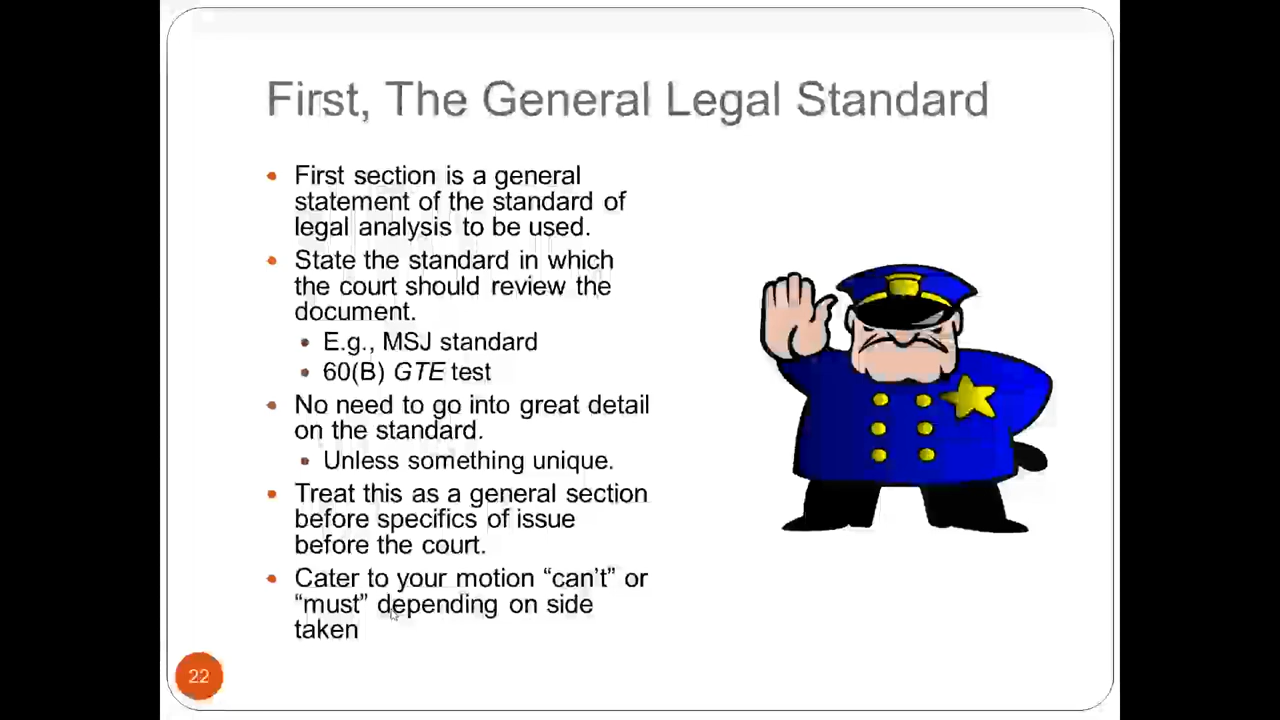 First, The General Legal Standard
• First section is a general
statement of the standard of
legal analysis to be used.
• State the standard in which
the court should review the
document.
• E.g., MSJ standard
• 60(B) GTE test
• No need to go into great detail
on the standard.
• Unless something unique.
• Treat this as a general section
before specifics of issue
before the court.
• Cater to your motion “can’t” or
“must” depending on side
taken
22